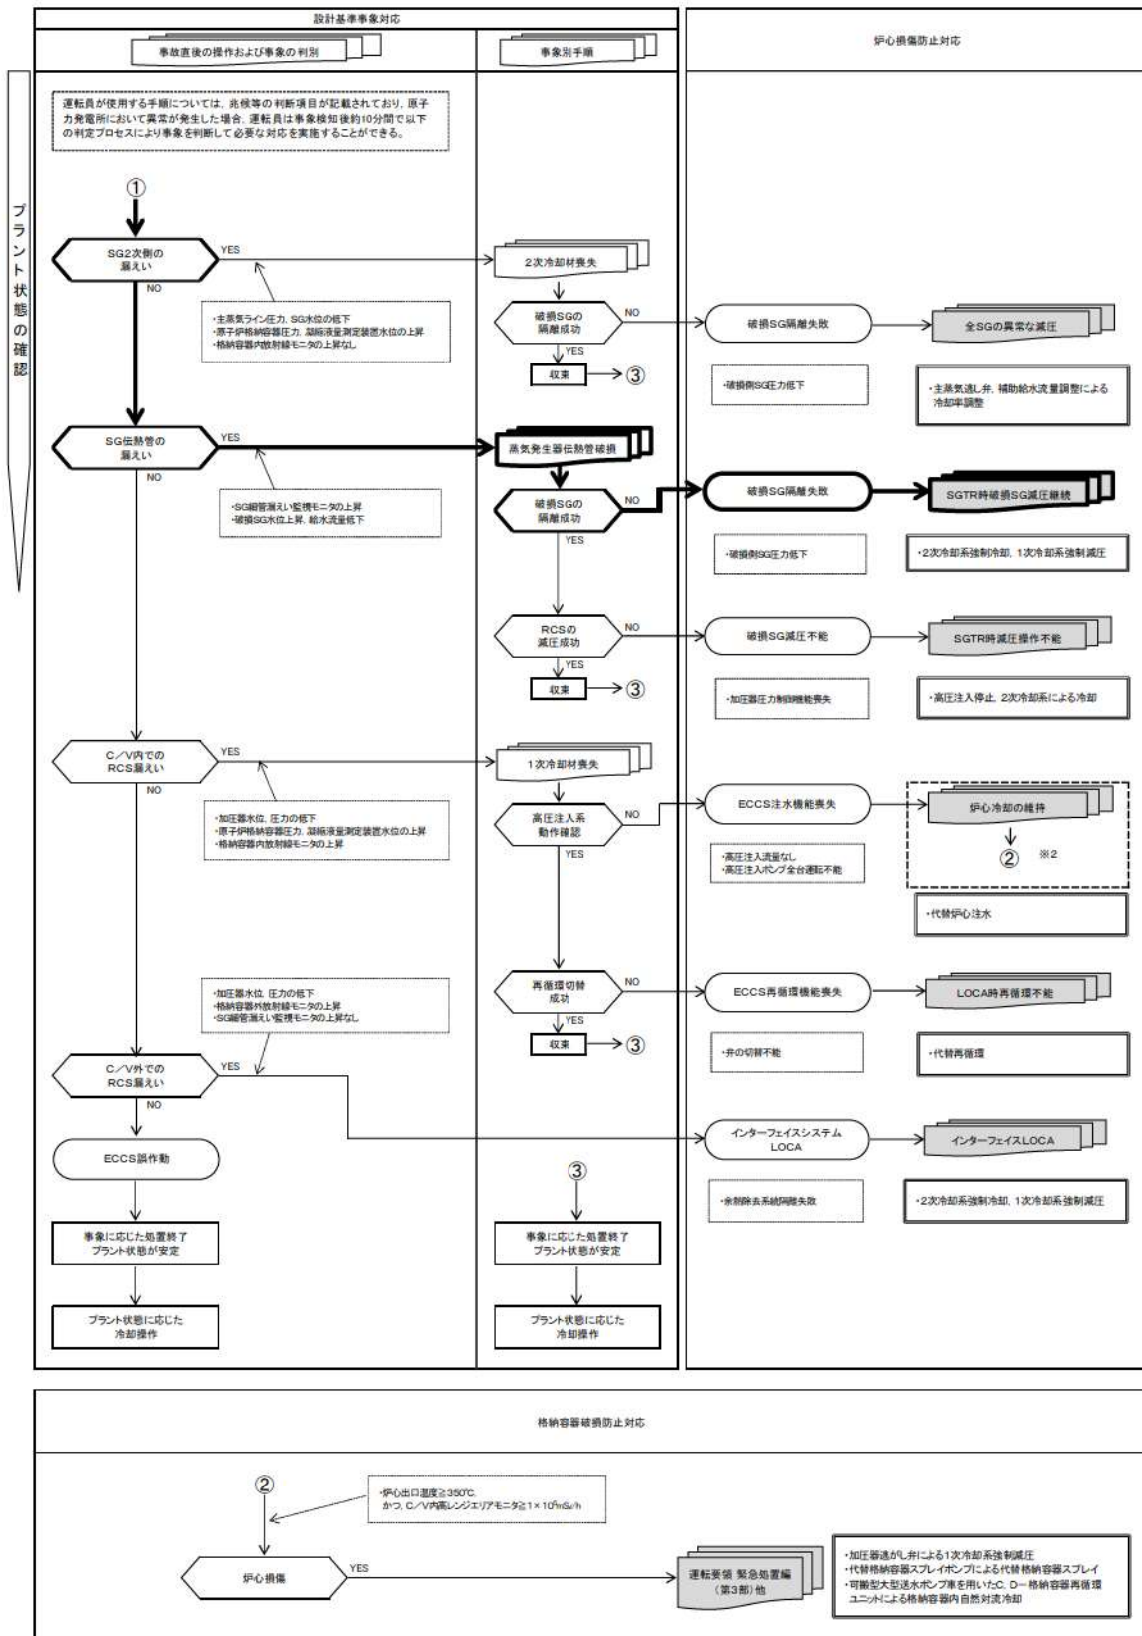 設計基準事象対応
事故直後の操作および事象の判別
事象別手順
炉心損傷防止対応
プラント状態の確認
運転員が使用する手順については、兆候等の判断項目が記載されており、原子
力発電所において異常が発生した場合、運転員は事象検知後約10分間で以下
の判定プロセスにより事象を判断して必要な対応を実施することができる。
①
SG2次側の
漏えい
YES
NO
・主蒸気ライン圧力、SG水位の低下
・原子炉格納容器圧力、凝縮液量測定装置水位の上昇
・格納容器内放射線モニタの上昇なし
2次冷却材喪失
破損SGの
隔離成功
NO
YES
収束
③
破損SG隔離失敗
・破損側SG圧力低下
全SGの異常な減圧
・主蒸気逃し弁、補助給水流量調整による
冷却率調整
SG伝熱管の
漏えい
YES
NO
・SG細管漏えい監視モニタの上昇
・破損SG水位上昇、給水流量低下
蒸気発生器伝熱管破損
破損SGの
隔離成功
NO
YES
破損SG隔離失敗
・破損側SG圧力低下
SGTR時破損SG減圧継続
・2次冷却系強制冷却、1次冷却系強制減圧
RCSの
減圧成功
NO
YES
収束
③
破損SG減圧不能
・加圧器圧力制御機能喪失
SGTR時減圧操作不能
・高圧注入停止、2次冷却系による冷却
C/V内での
RCS漏えい
YES
NO
・加圧器水位、圧力の低下
・原子炉格納容器圧力、凝縮液量測定装置水位の上昇
・格納容器内放射線モニタの上昇
1次冷却材喪失
高圧注入系
動作確認
NO
YES
ECCS注水機能喪失
・高圧注入流量なし
・高圧注入ポンプ全台運転不能
炉心冷却の維持
② ※2
・代替炉心注水
再循環切替
成功
NO
YES
収束
③
ECCS再循環機能喪失
・弁の切替不能
LOCA時再循環不能
・代替再循環
・加圧器水位、圧力の低下
・格納容器外放射線モニタの上昇
・SG細管漏えい監視モニタの上昇なし
C/V外での
RCS漏えい
YES
NO
インターフェイスシステム
LOCA
・余熱除去系統隔離失敗
インターフェイスLOCA
・2次冷却系強制冷却、1次冷却系強制減圧
ECCS誤作動
事象に応じた処置終了
プラント状態が安定
プラント状態に応じた
冷却操作
③
事象に応じた処置終了
プラント状態が安定
プラント状態に応じた
冷却操作
格納容器破損防止対応
②
・炉心出口温度≧350℃、
かつ、C/V内高レンジエリアモニタ≧1×10⁵mSv/h
炉心損傷
YES
運転要領 緊急処置編
(第3部)他
・加圧器逃がし弁による1次冷却系強制減圧
・代替格納容器スプレイポンプによる代替格納容器スプレイ
・可搬型大型送水ポンプ車を用いたC、D－格納容器再循環
ユニットによる格納容器内自然対流冷却